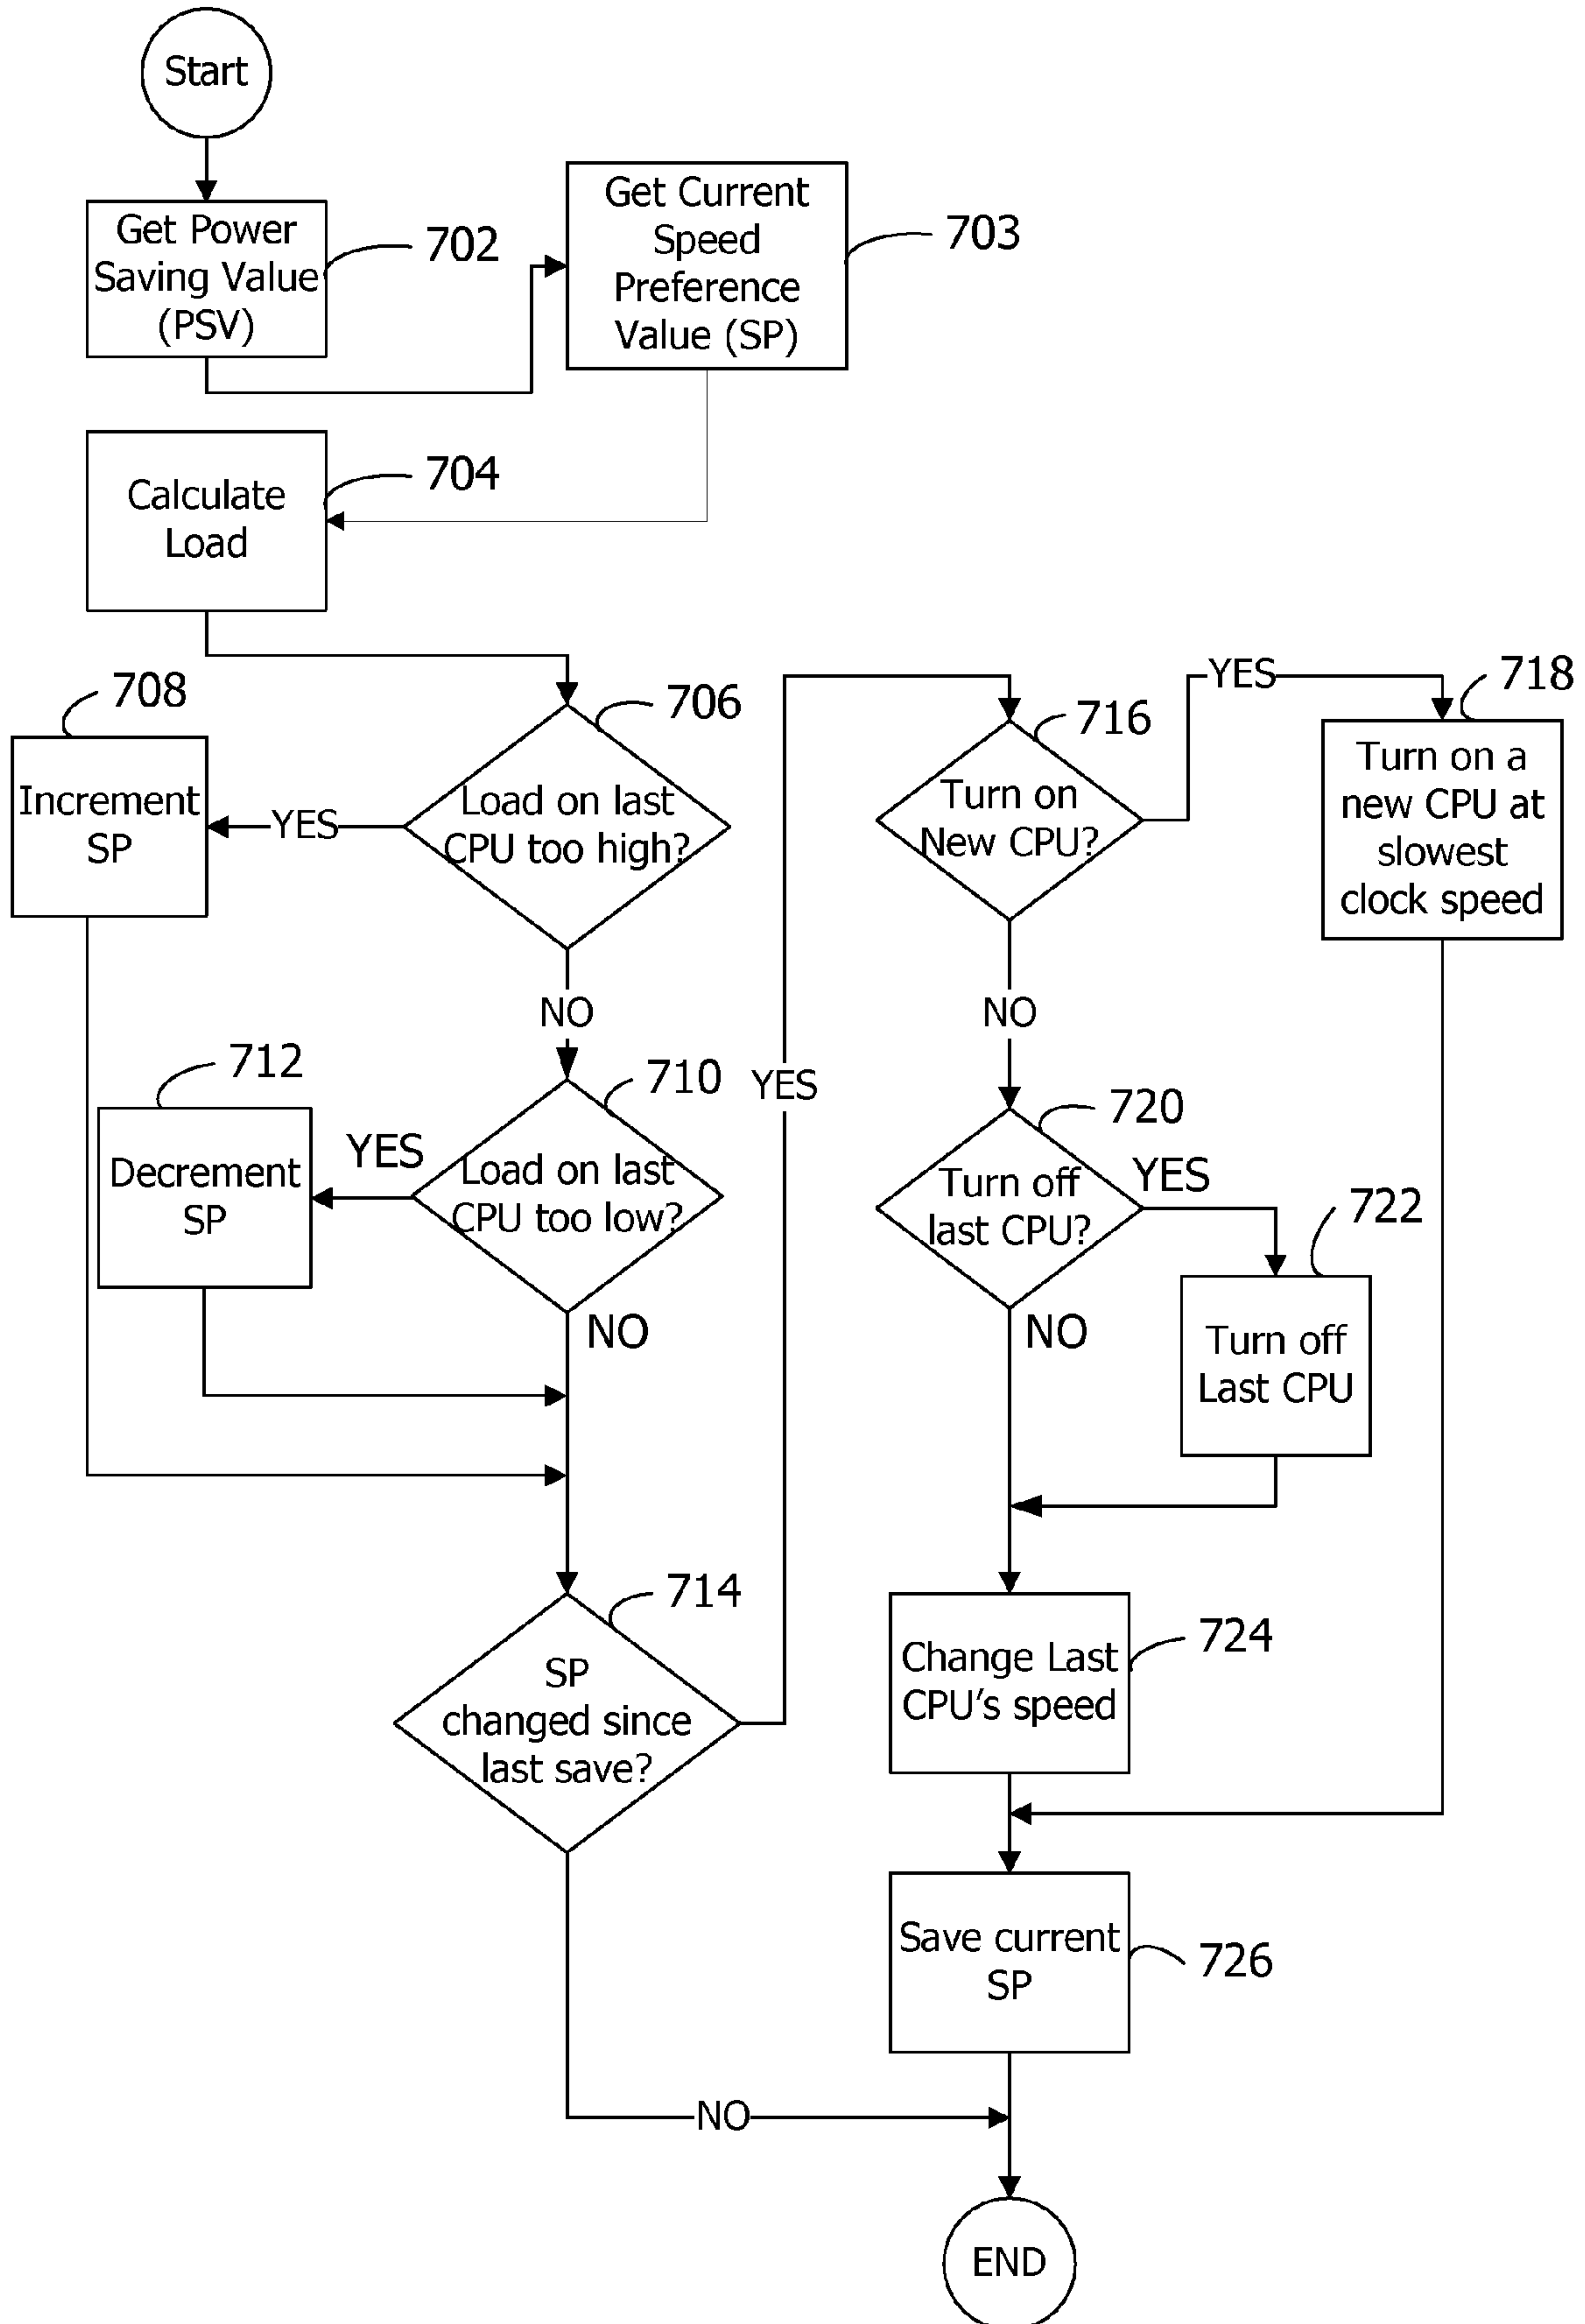 Start
Get Power
Saving Value
(PSV)
702
Get Current
Speed
Preference
Value (SP)
703
Calculate
Load
704
708
Increment
SP
YES
706
Load on last
CPU too high?
NO
712
Decrement
SP
YES
710
Load on last
CPU too low?
NO
714
SP
changed since
last save?
YES
NO
716
Turn on
New CPU?
YES
718
Turn on a
new CPU at
slowest
clock speed
NO
720
Turn off
last CPU?
YES
722
Turn off
Last CPU
NO
Change Last
CPU's speed
724
Save current
SP
726
END